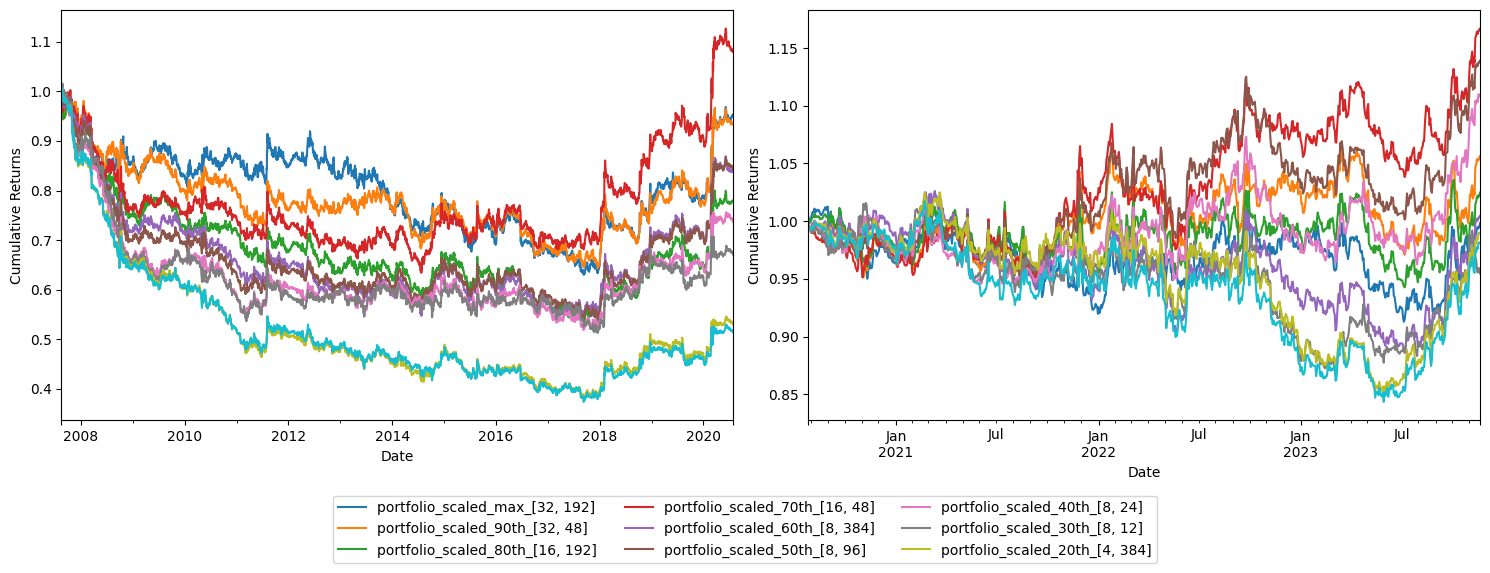 1.1
1.0
0.9
0.8
0.7
0.6
0.5
0.4
Cumulative Returns
2008 2010 2012 2014 2016 2018 2020
Date
1.15
1.10
1.05
1.00
0.95
0.90
0.85
Cumulative Returns
Jan Jul Jan Jul Jan Jul
2021 2022 2023
Date
portfolio_scaled_max_[32, 192] portfolio_scaled_70th_[16, 48] portfolio_scaled_40th_[8, 24]
portfolio_scaled_90th_[32, 48] portfolio_scaled_60th_[8, 384] portfolio_scaled_30th_[8, 12]
portfolio_scaled_80th_[16, 192] portfolio_scaled_50th_[8, 96] portfolio_scaled_20th_[4, 384]